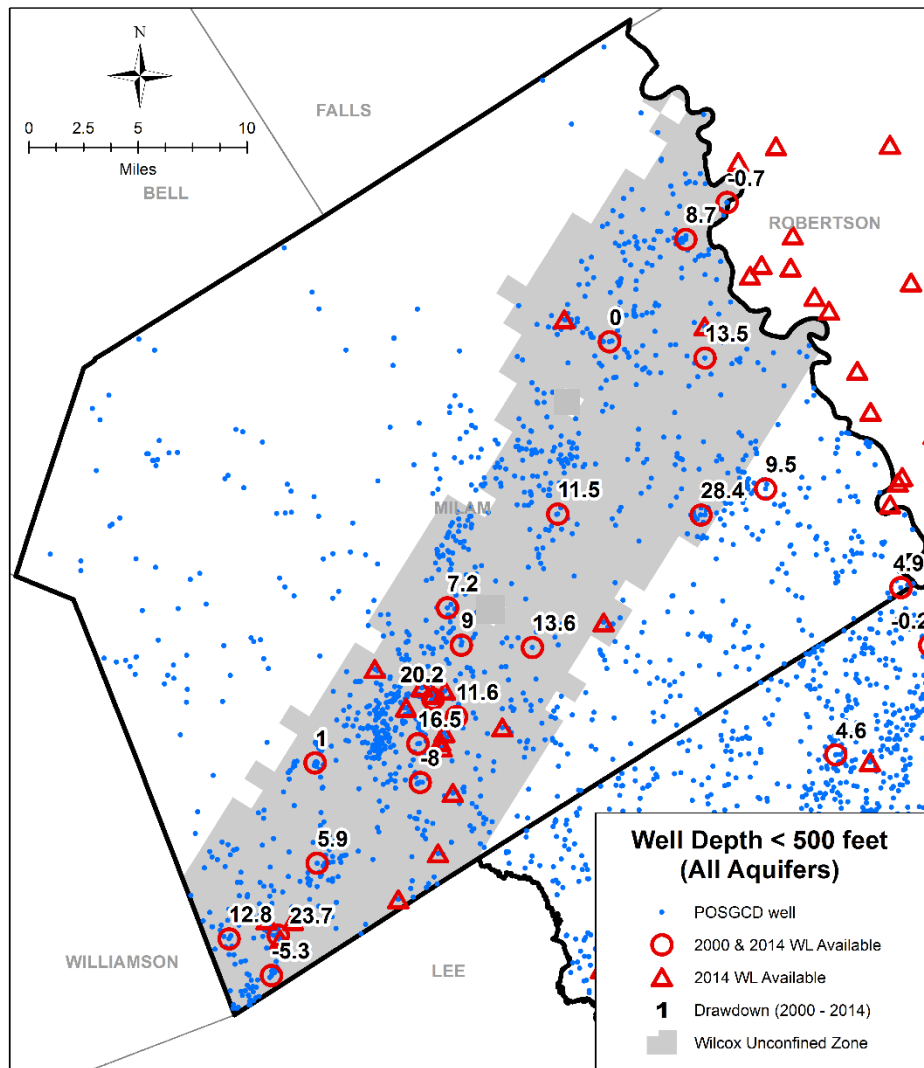 N
0 2.5 5 10
Miles
FALLS
BELL
ROBERTSON
MILAM
WILLIAMSON
LEE
-0.7
8.7
0
13.5
9.5
28.4
11.5
4.9
-0.2
7.2
9
13.6
20.2
11.6
16.5
-8
1
4.6
5.9
12.8
23.7
-5.3
Well Depth < 500 feet
(All Aquifers)
POSGCD well
2000 & 2014 WL Available
2014 WL Available
1 Drawdown (2000 - 2014)
Wilcox Unconfined Zone